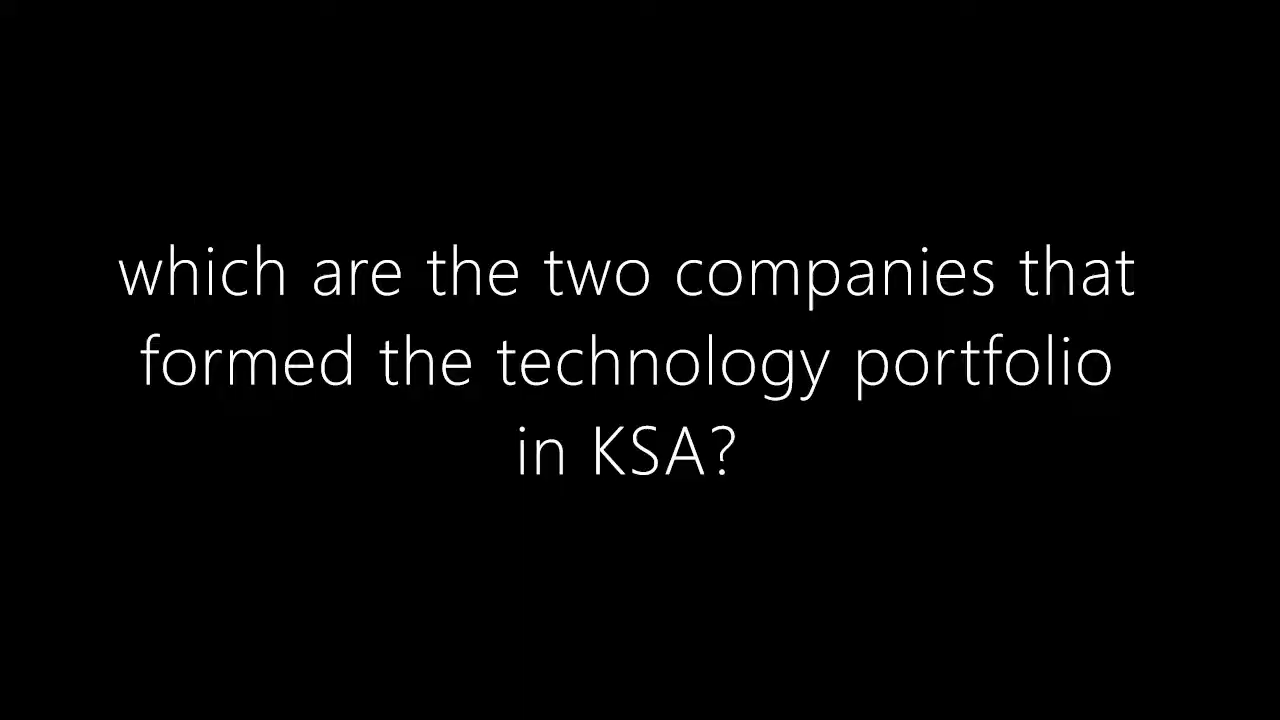 which are the two companies that
formed the technology portfolio
in KSA?